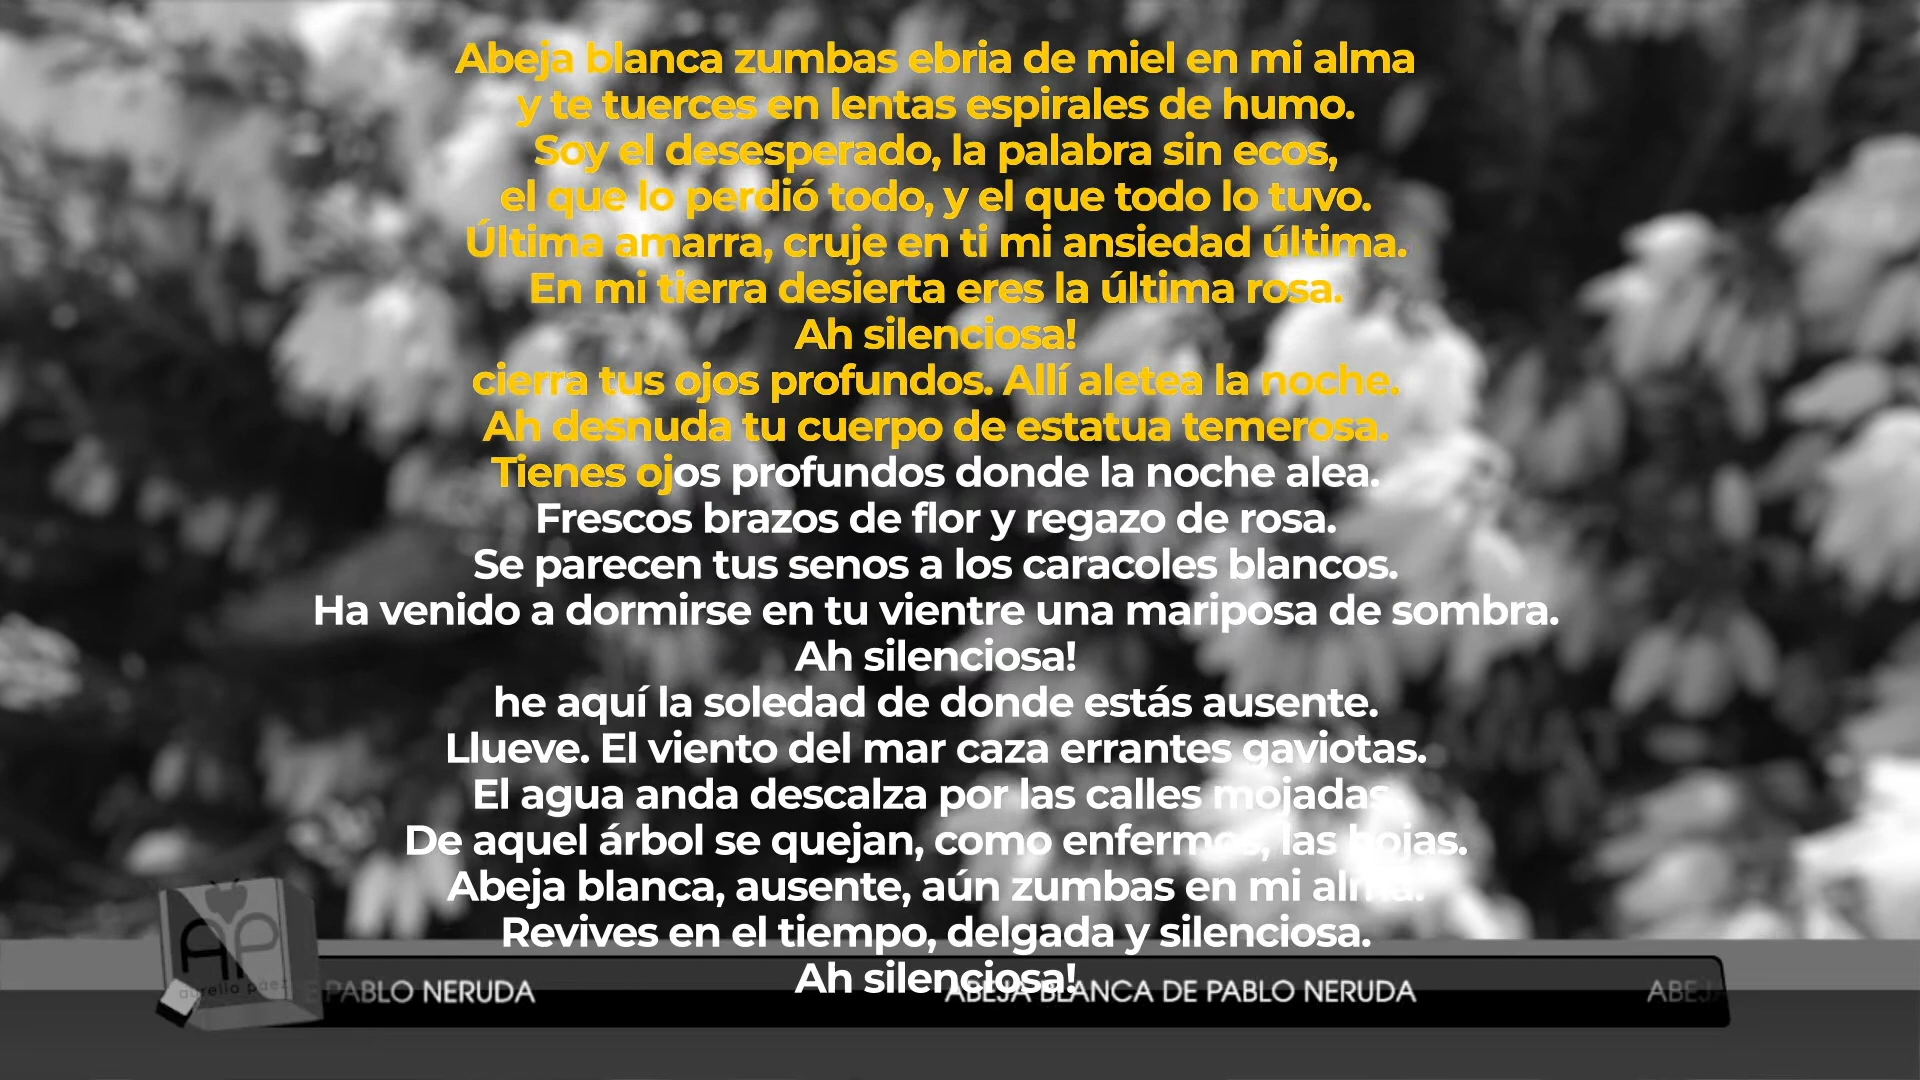 Abeja blanca zumbas ebria de miel en mi alma
y te tuerces en lentas espirales de humo.
Soy el desesperado, la palabra sin ecos,
el que lo perdió todo, y el que todo lo tuvo.
Última amarra, cruje en ti mi ansiedad última.
En mi tierra desierta eres la última rosa.
Ah silenciosa!
cierra tus ojos profundos. Allí aletea la noche.
Ah desnuda tu cuerpo de estatua temerosa.
Tienes ojos profundos donde la noche alea.
Frescos brazos de flor y regazo de rosa.
Se parecen tus senos a los caracoles blancos.
Ha venido a dormirse en tu vientre una mariposa de sombra.
Ah silenciosa!
he aquí la soledad de donde estás ausente.
Llueve. El viento del mar caza errantes gaviotas.
El agua anda descalza por las calles mojadas.
De aquel árbol se quejan, como enfermos, las hojas.
Abeja blanca, ausente, aún zumbas en mi alma.
Revives en el tiempo, delgada y silenciosa.
Ah silenciosa!
AP
aurelio paez
E PABLO NERUDA ABEJA BLANCA DE PABLO NERUDA ABEJA